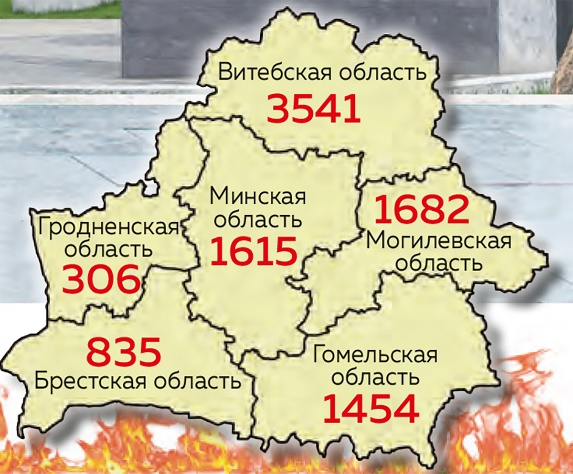 Витебская область
3541
Минская
область
1615
1682
Могилевская
область
Гродненская
область
306
835
Брестская область
Гомельская
область
1454